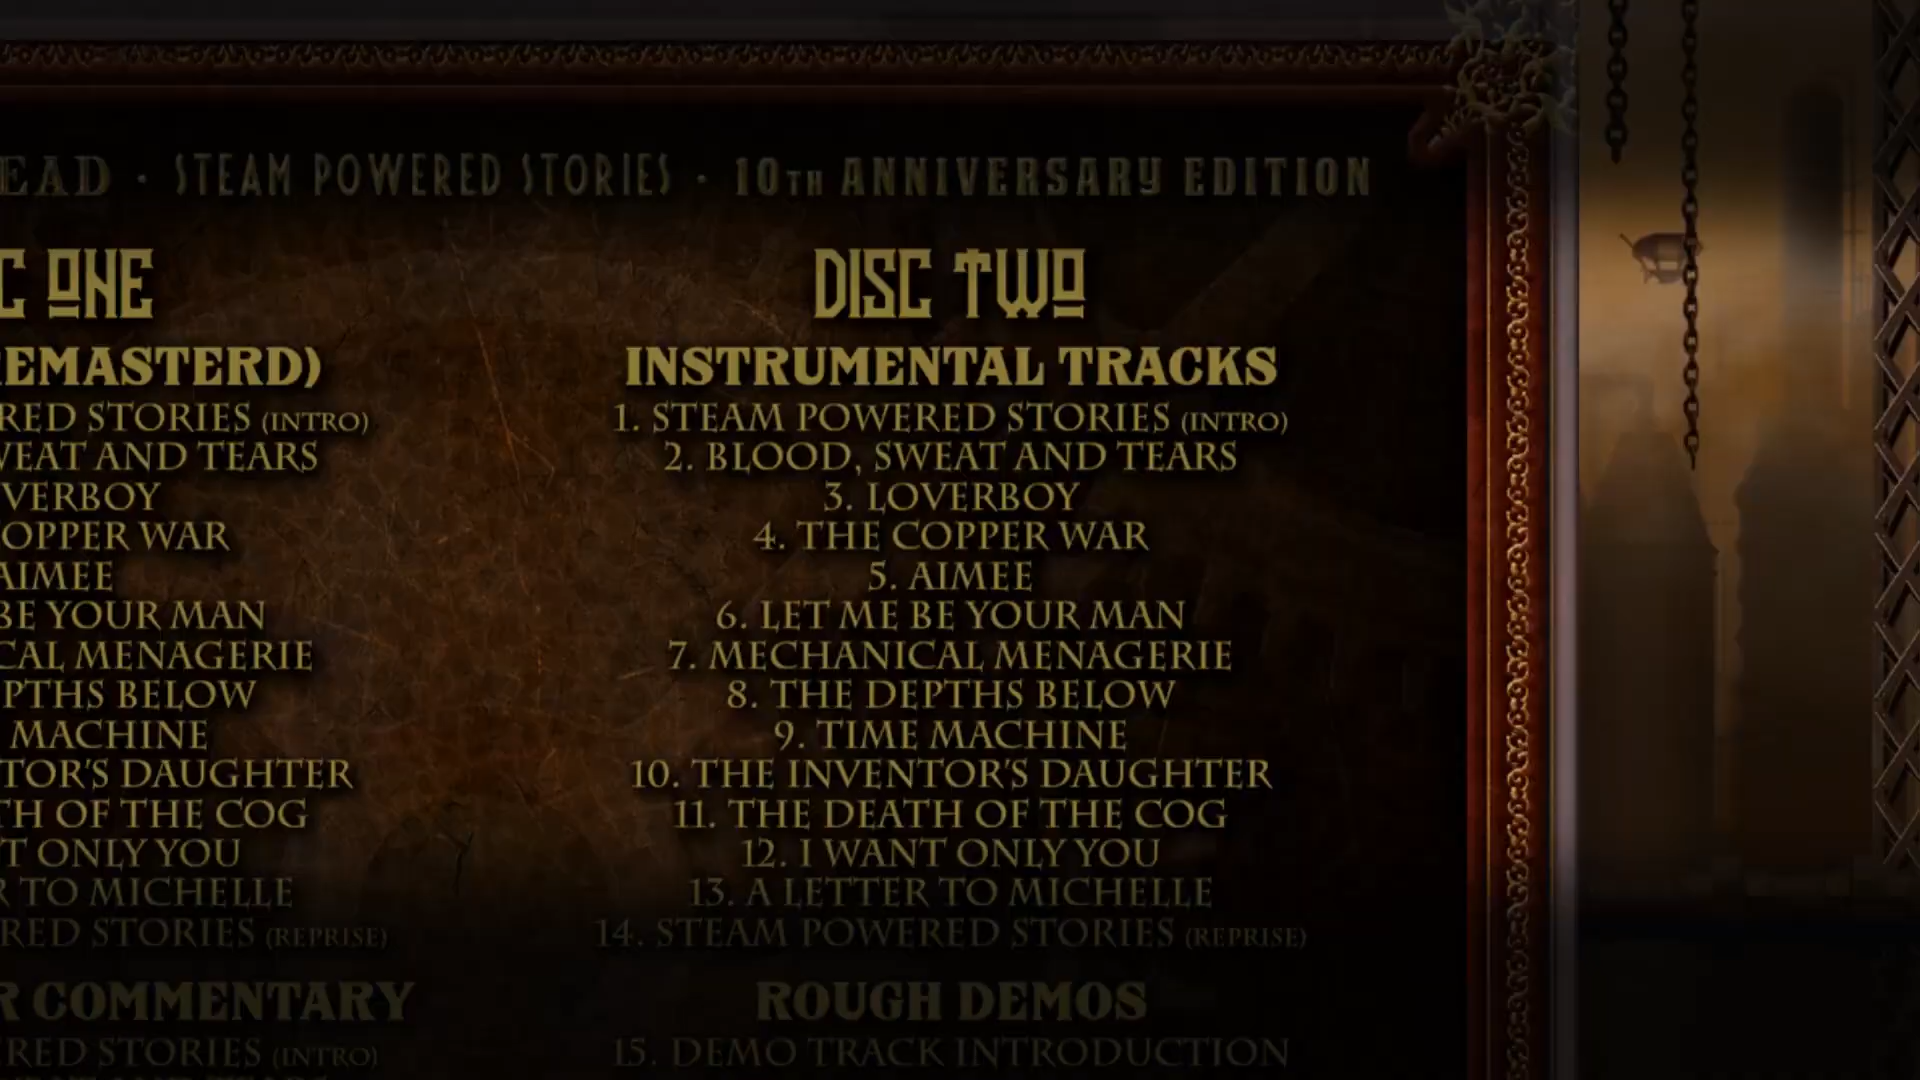 EAD · STEAM POWERED STORIES · 10TH ANNIVERSARY EDITION
C ONE
EMASTERD)
RED STORIES (INTRO)
WEAT AND TEARS
VERBOY
OPPER WAR
AIMEE
BE YOUR MAN
CAL MENAGERIE
PTHS BELOW
MACHINE
TOR'S DAUGHTER
TH OF THE COG
T ONLY YOU
R TO MICHELLE
RED STORIES (REPRISE)
R COMMENTARY
RED STORIES (INTRO)
DISC TWO
INSTRUMENTAL TRACKS
1. STEAM POWERED STORIES (INTRO)
2. BLOOD, SWEAT AND TEARS
3. LOVERBOY
4. THE COPPER WAR
5. AIMEE
6. LET ME BE YOUR MAN
7. MECHANICAL MENAGERIE
8. THE DEPTHS BELOW
9. TIME MACHINE
10. THE INVENTOR'S DAUGHTER
11. THE DEATH OF THE COG
12. I WANT ONLY YOU
13. A LETTER TO MICHELLE
14. STEAM POWERED STORIES (REPRISE)
ROUGH DEMOS
15. DEMO TRACK INTRODUCTION